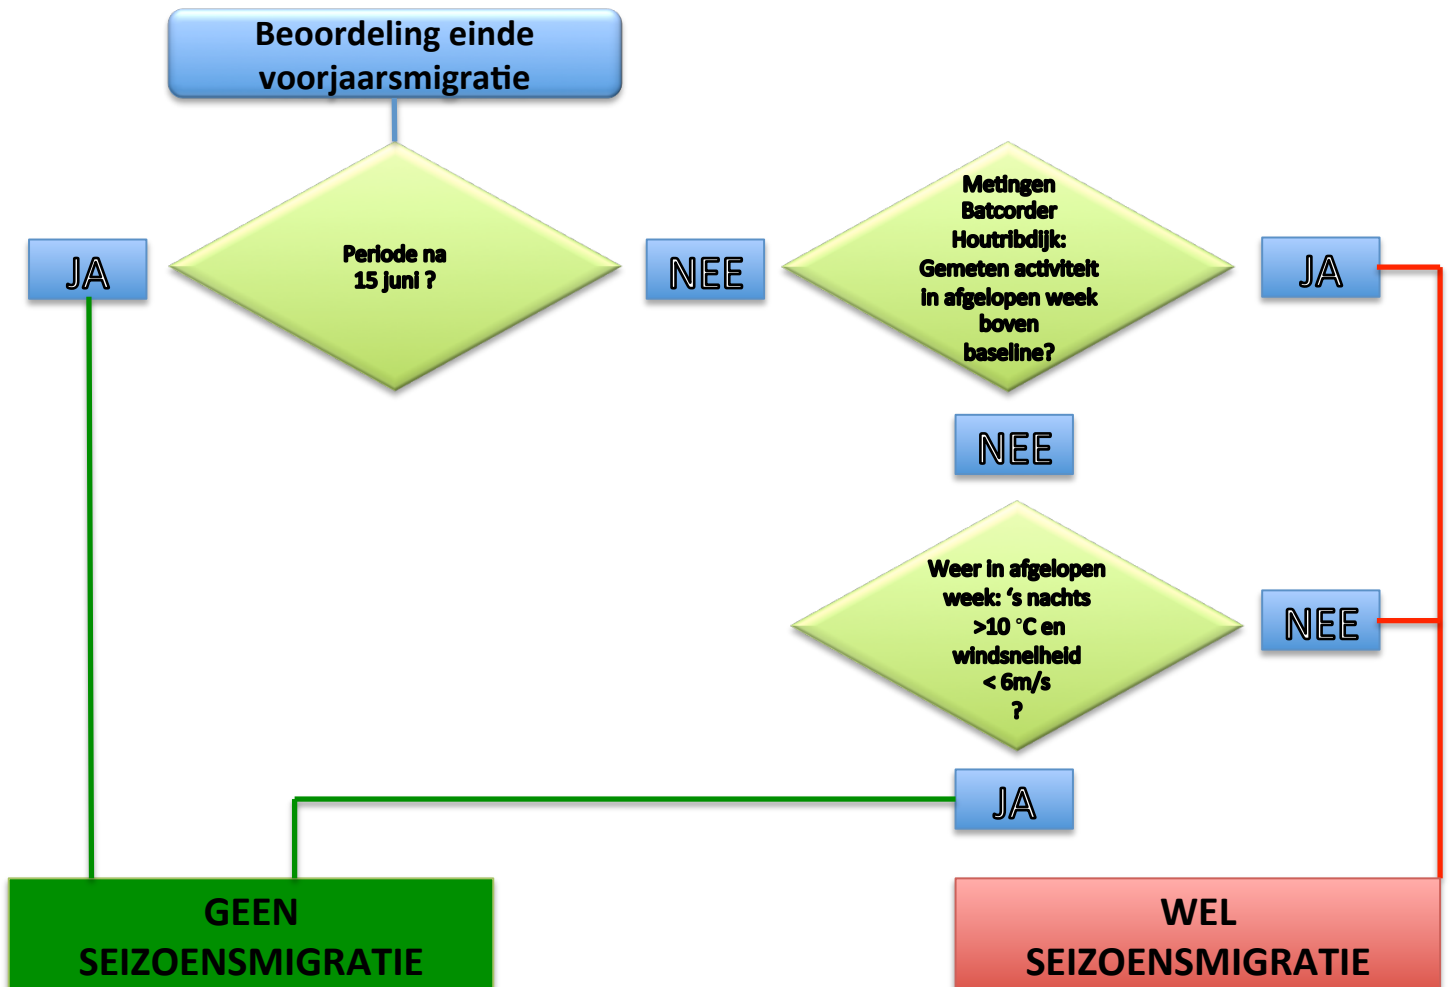 Beoordeling einde
voorjaarsmigratie
JA
Periode na
15 juni ?
NEE
Metingen
Batcorder
Houtribdijk:
Gemeten activiteit
in afgelopen week
boven
baseline?
JA
NEE
Weer in afgelopen
week: ‘s nachts
>10 °C en
windsnelheid
< 6m/s
?
NEE
JA
GEEN
SEIZOENSMIGRATIE
WEL
SEIZOENSMIGRATIE